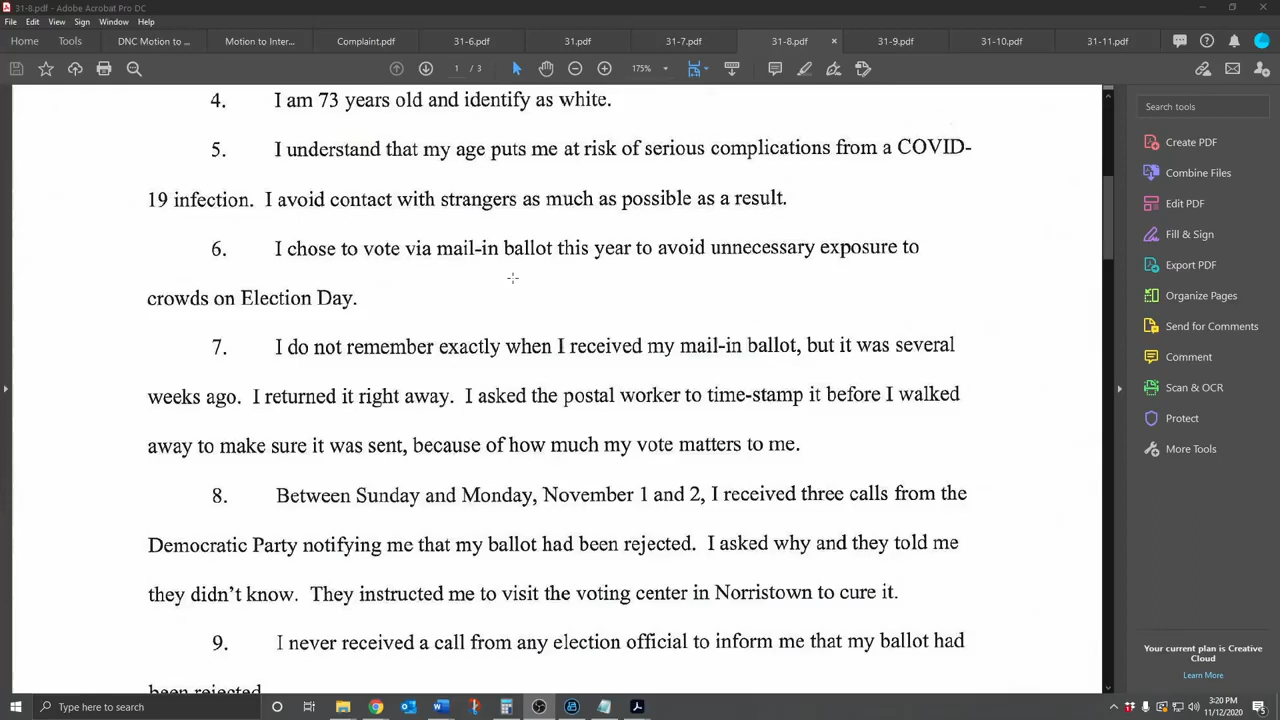 31-8.pdf - Adobe Acrobat Pro DC
File Edit View Sign Window Help
Home Tools DNC Motion to ... Motion to Inter... Complaint.pdf 31-6.pdf 31.pdf 31-7.pdf 31-8.pdf × 31-9.pdf 31-10.pdf 31-11.pdf
1 / 3 175%
4. I am 73 years old and identify as white.
5. I understand that my age puts me at risk of serious complications from a COVID-
19 infection. I avoid contact with strangers as much as possible as a result.
6. I chose to vote via mail-in ballot this year to avoid unnecessary exposure to
crowds on Election Day.
7. I do not remember exactly when I received my mail-in ballot, but it was several
weeks ago. I returned it right away. I asked the postal worker to time-stamp it before I walked
away to make sure it was sent, because of how much my vote matters to me.
8. Between Sunday and Monday, November 1 and 2, I received three calls from the
Democratic Party notifying me that my ballot had been rejected. I asked why and they told me
they didn't know. They instructed me to visit the voting center in Norristown to cure it.
9. I never received a call from any election official to inform me that my ballot had
been rejected
Search tools
Create PDF
Combine Files
Edit PDF
Fill & Sign
Export PDF
Organize Pages
Send for Comments
Comment
Scan & OCR
Protect
More Tools
Your current plan is Creative
Cloud
Learn More
Type here to search
3:20 PM
11/12/2020
5